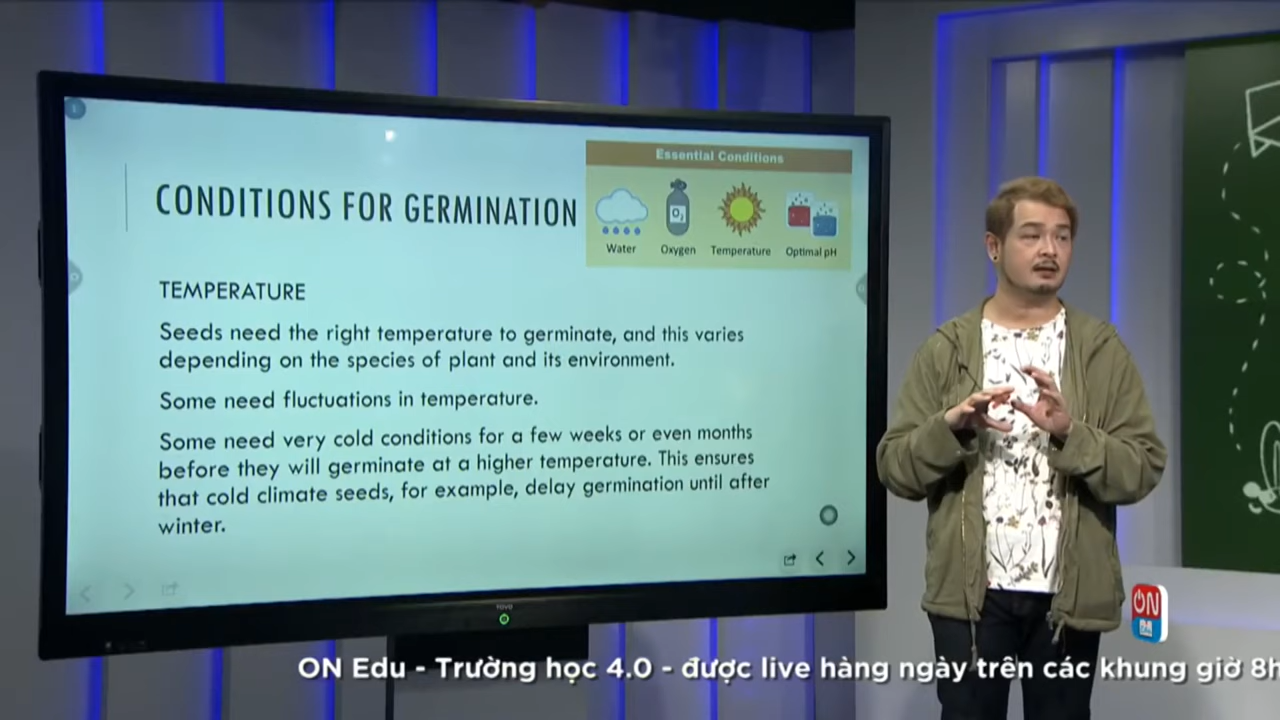 Essential Conditions
CONDITIONS FOR GERMINATION
O₂
Water
Oxygen
Temperature
Optimal pH
TEMPERATURE
Seeds need the right temperature to germinate, and this varies
depending on the species of plant and its environment.
Some need fluctuations in temperature.
Some need very cold conditions for a few weeks or even months
before they will germinate at a higher temperature. This ensures
that cold climate seeds, for example, delay germination until after
winter.
ON
ON Edu - Trường học 4.0 - được live hàng ngày trên các khung giờ 8h